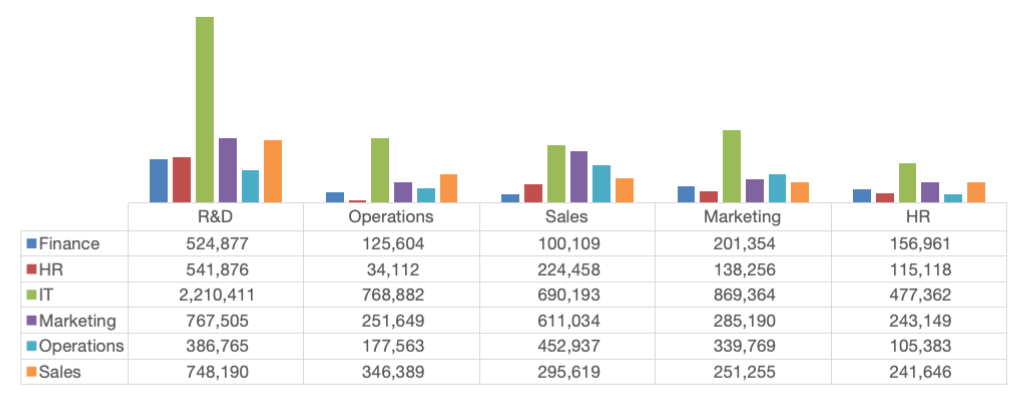 R&D Operations Sales Marketing HR
Finance 524,877 125,604 100,109 201,354 156,961
HR 541,876 34,112 224,458 138,256 115,118
IT 2,210,411 768,882 690,193 869,364 477,362
Marketing 767,505 251,649 611,034 285,190 243,149
Operations 386,765 177,563 452,937 339,769 105,383
Sales 748,190 346,389 295,619 251,255 241,646